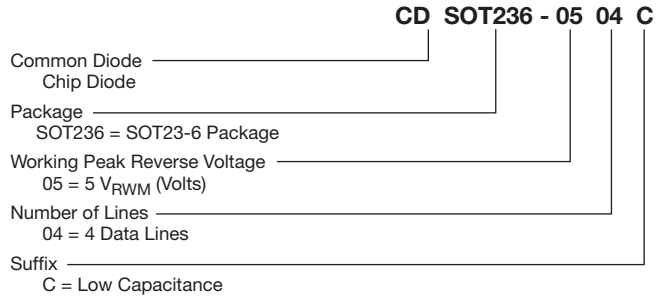 CD SOT236 - 05 04 C
Common Diode
Chip Diode
Package
SOT236 = SOT23-6 Package
Working Peak Reverse Voltage
05 = 5 VRWM (Volts)
Number of Lines
04 = 4 Data Lines
Suffix
C = Low Capacitance